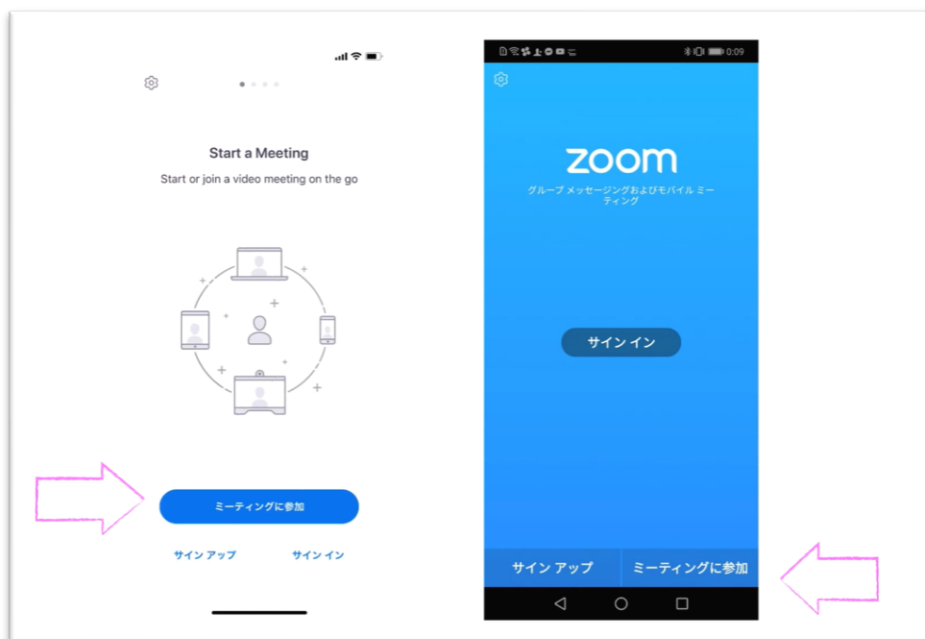 Start a Meeting
Start or join a video meeting on the go
ミーティングに参加
サイン アップ
サイン イン
0:09
zoom
グループ メッセージングおよびモバイル ミー
ティング
サイン イン
サイン アップ
ミーティングに参加